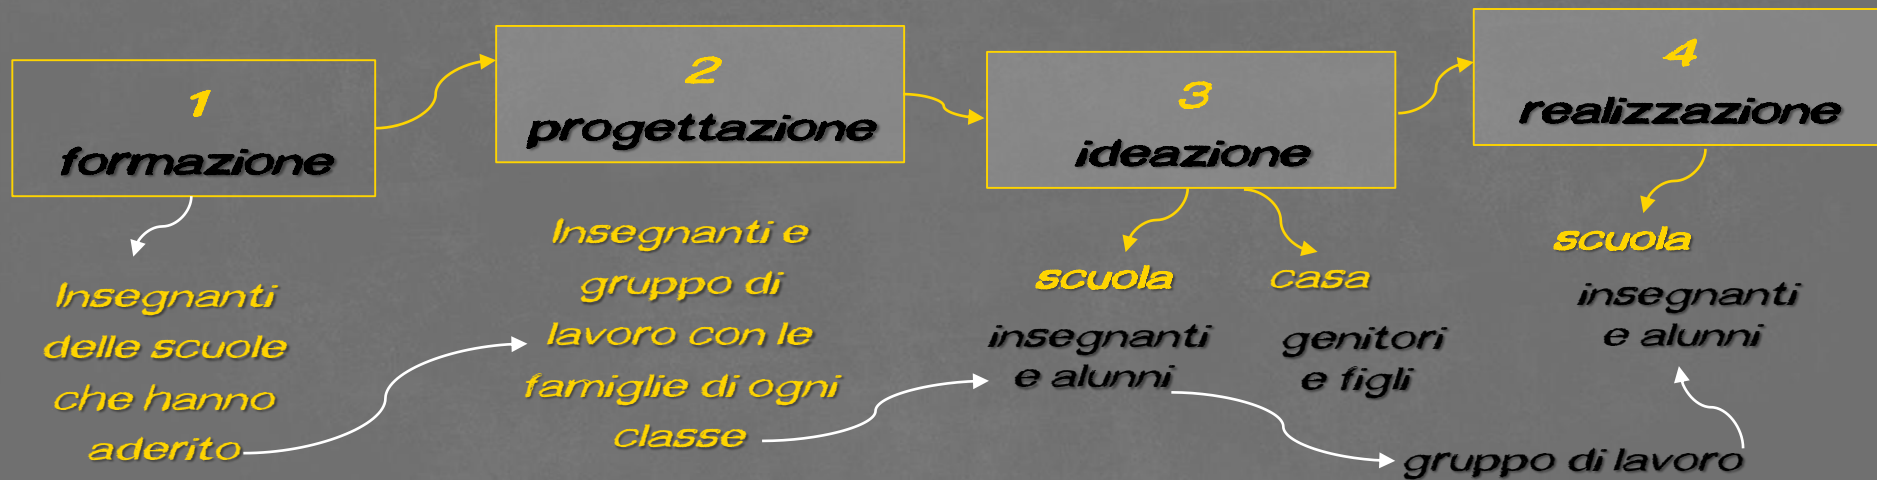 1
formazione
Insegnanti
delle scuole
che hanno
aderito
2
progettazione
Insegnanti e
gruppo di
lavoro con le
famiglie di ogni
classe
3
ideazione
scuola
insegnanti
e alunni
casa
genitori
e figli
4
realizzazione
scuola
insegnanti
e alunni
gruppo di lavoro